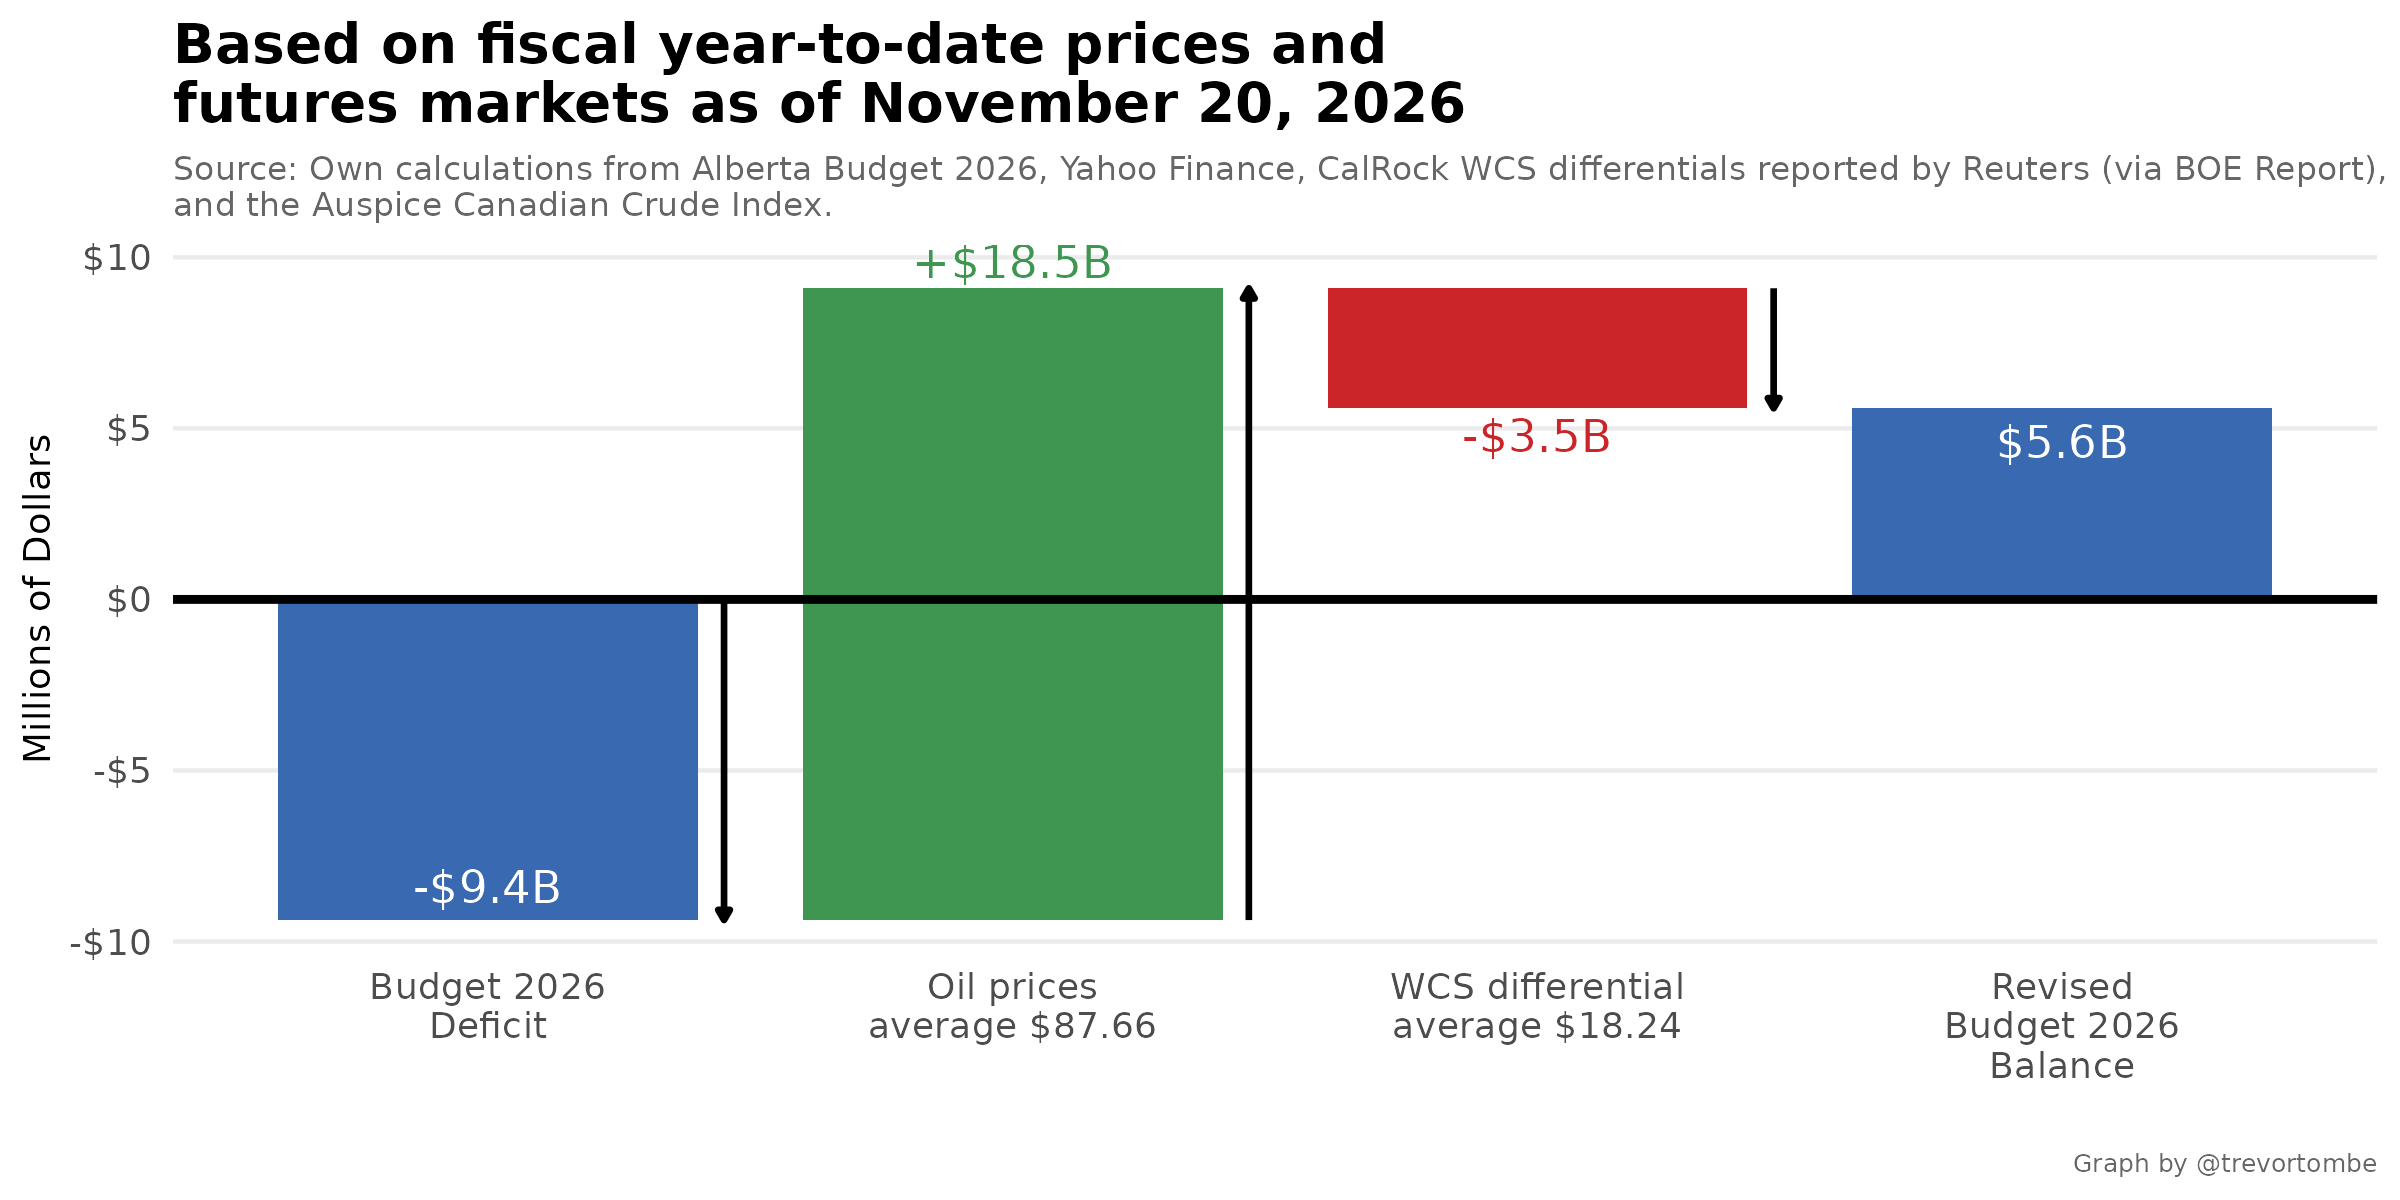 Based on fiscal year-to-date prices and
futures markets as of November 20, 2026
Source: Own calculations from Alberta Budget 2026, Yahoo Finance, CalRock WCS differentials reported by Reuters (via BOE Report),
and the Auspice Canadian Crude Index.
Millions of Dollars
$10
$5
$0
-$5
-$10
-$9.4B
+$18.5B
-$3.5B
$5.6B
Budget 2026
Deficit
Oil prices
average $87.66
WCS differential
average $18.24
Revised
Budget 2026
Balance
Graph by @trevortombe